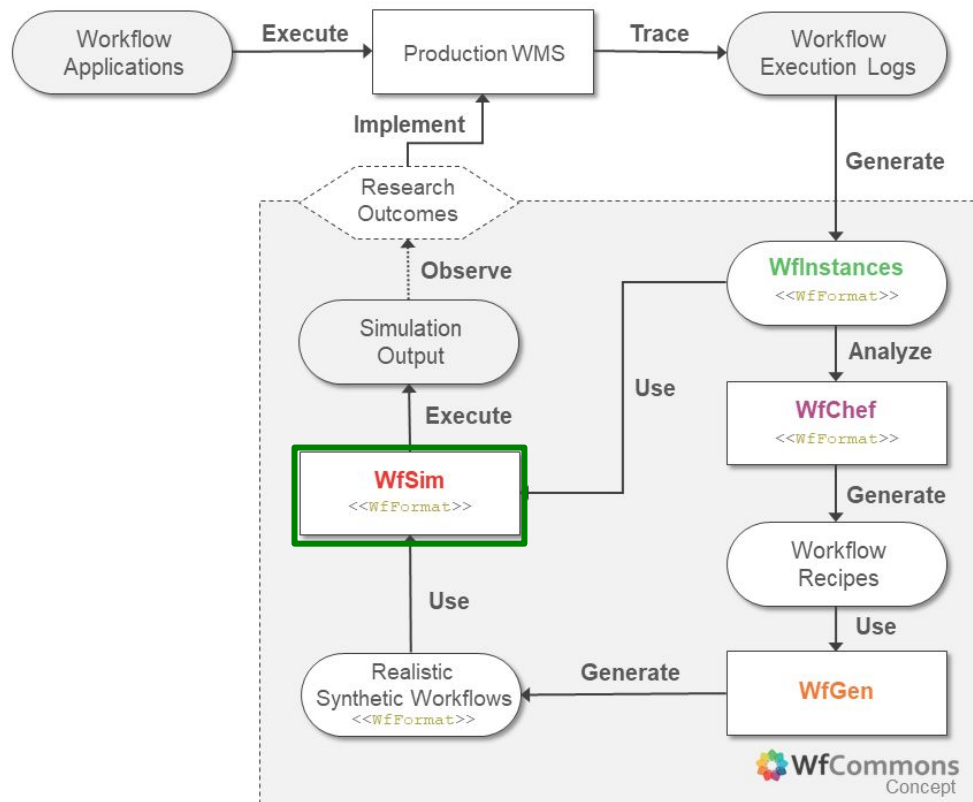 Workflow
Applications
Execute
Production WMS
Trace
Workflow
Execution Logs
Implement
Generate
Research
Outcomes
Observe
WfInstances
<<WfFormat>>
Simulation
Output
Analyze
Use
WfChef
<<WfFormat>>
Execute
WfSim
<<WfFormat>>
Generate
Workflow
Recipes
Use
Use
Realistic
Synthetic Workflows
<<WfFormat>>
Generate
WfGen
WfCommons
Concept